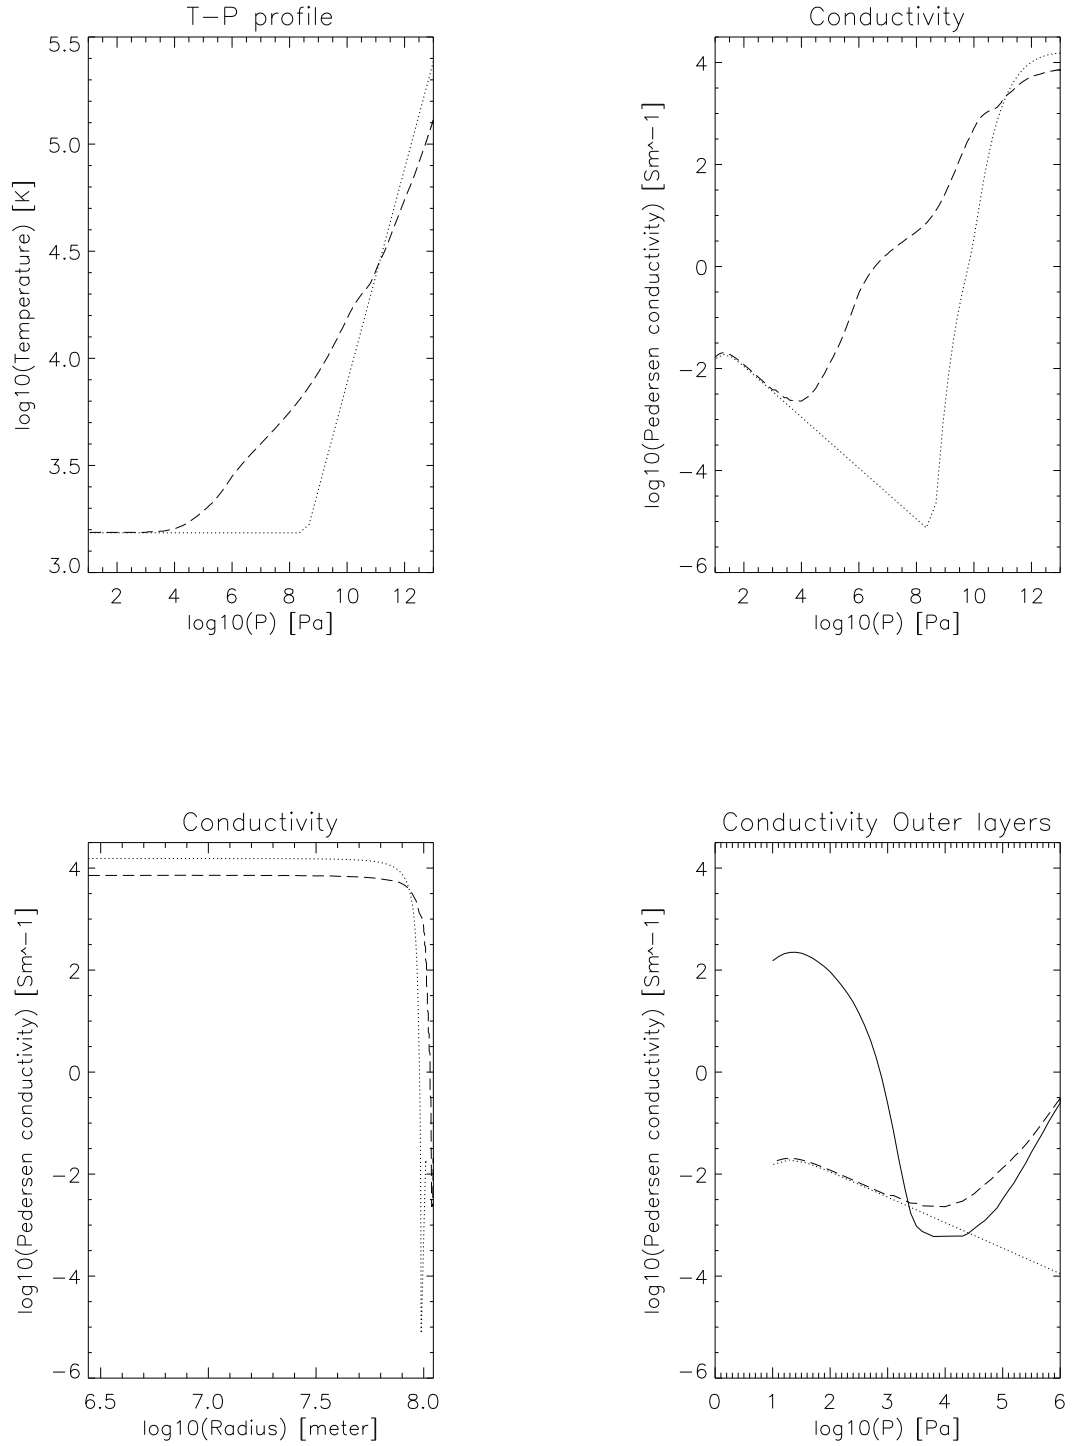 T-P profile
5.5
5.0
4.5
4.0
3.5
3.0
log10(Temperature) [K]
2 4 6 8 10 12
log10(P) [Pa]
Conductivity
4
2
0
-2
-4
-6
log10(Pedersen conductivity) [Sm^-1]
2 4 6 8 10 12
log10(P) [Pa]
Conductivity
4
2
0
-2
-4
-6
log10(Pedersen conductivity) [Sm^-1]
6.5 7.0 7.5 8.0
log10(Radius) [meter]
Conductivity Outer layers
4
2
0
-2
-4
-6
log10(Pedersen conductivity) [Sm^-1]
0 1 2 3 4 5 6
log10(P) [Pa]